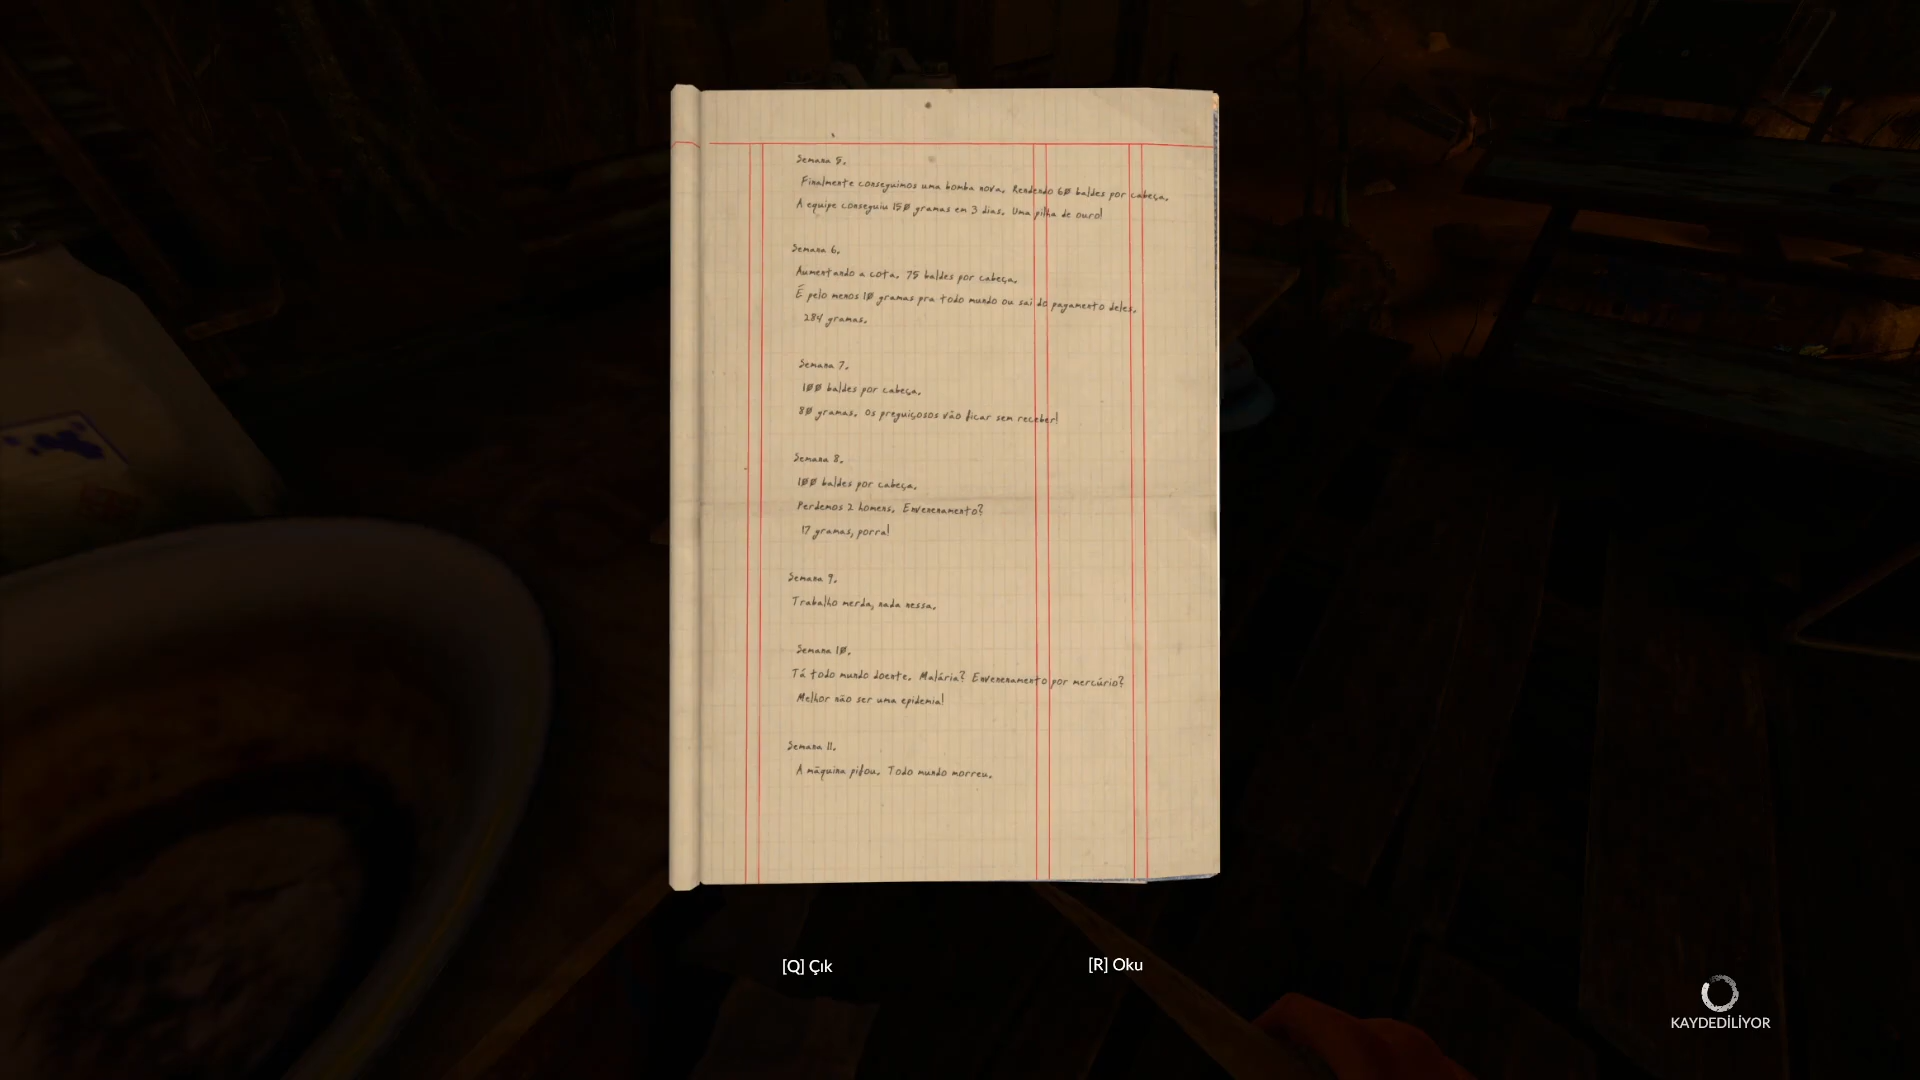 Semana 5.
Finalmente conseguimos uma bomba nova. Rendendo 60 baldes por cabeça.
A equipe conseguiu 150 gramas em 3 dias. Uma pilha de ouro!
Semana 6.
Aumentando a cota. 75 baldes por cabeça.
É pelo menos 10 gramas pra todo mundo ou sai do pagamento deles.
284 gramas.
Semana 7.
100 baldes por cabeça.
80 gramas. Os preguiçosos vão ficar sem receber!
Semana 8.
100 baldes por cabeça.
Perdemos 2 homens. Envenenamento?
17 gramas, porra!
Semana 9.
Trabalho merda, nada nessa.
Semana 10.
Tá todo mundo doente. Malária? Envenenamento por mercúrio?
Melhor não ser uma epidemia!
Semana 11.
A máquina pifou. Todo mundo morreu.
[Q] Çık
[R] Oku
KAYDEDİLİYOR